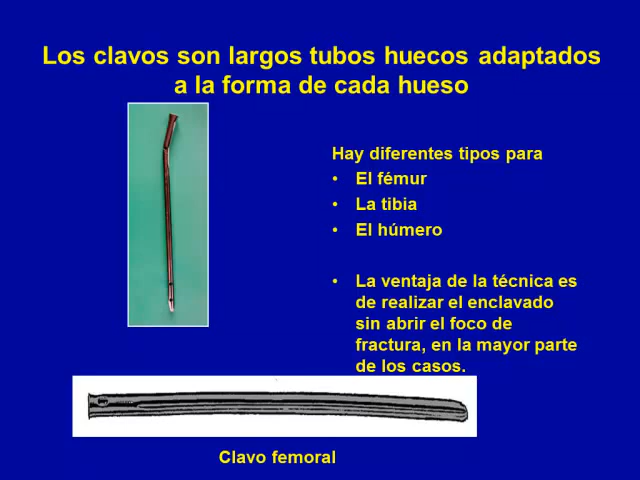 Los clavos son largos tubos huecos adaptados
a la forma de cada hueso
Hay diferentes tipos para
• El fémur
• La tibia
• El húmero
• La ventaja de la técnica es
de realizar el enclavado
sin abrir el foco de
fractura, en la mayor parte
de los casos.
Clavo femoral